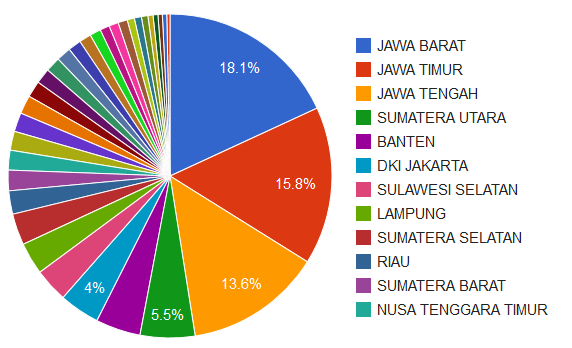 18.1%
15.8%
13.6%
5.5%
4%
JAWA BARAT
JAWA TIMUR
JAWA TENGAH
SUMATERA UTARA
BANTEN
DKI JAKARTA
SULAWESI SELATAN
LAMPUNG
SUMATERA SELATAN
RIAU
SUMATERA BARAT
NUSA TENGGARA TIMUR